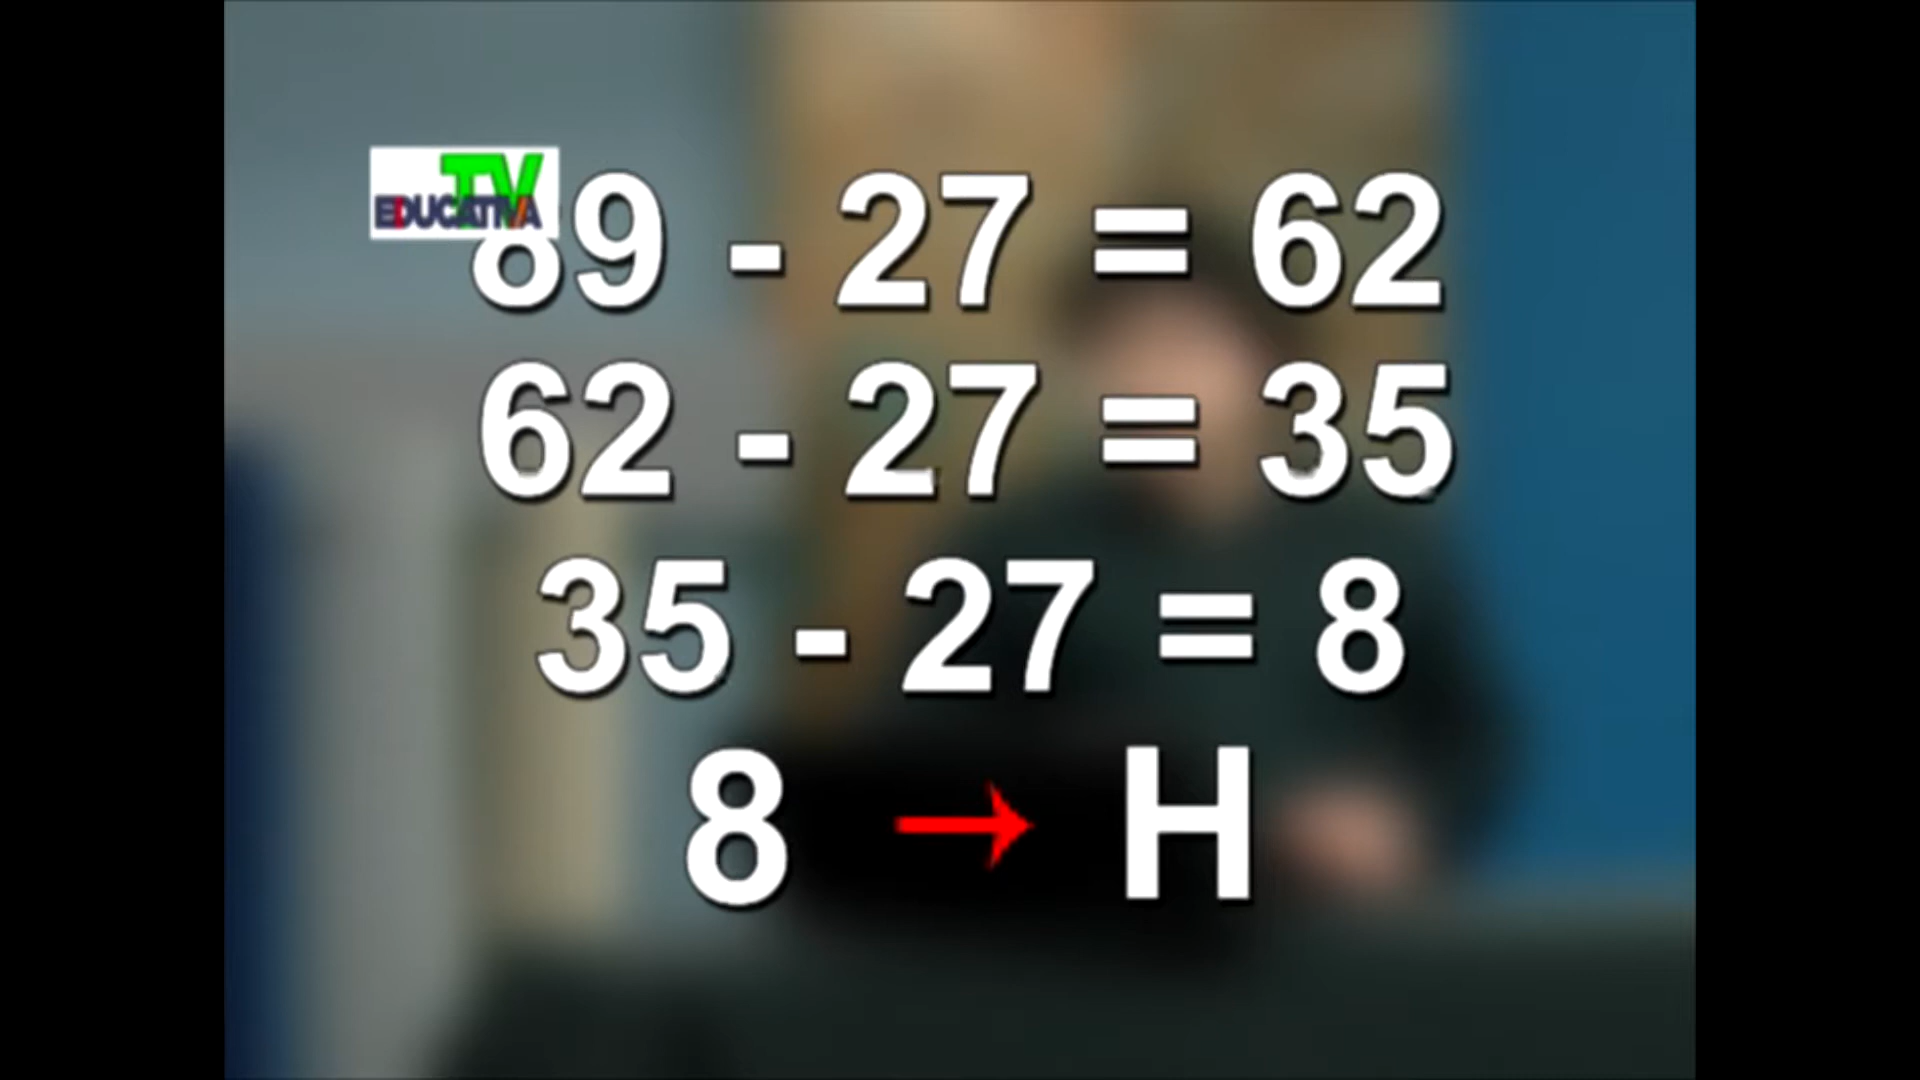 TV
EDUCATIVA
89 - 27 = 62
62 - 27 = 35
35 - 27 = 8
8 → H